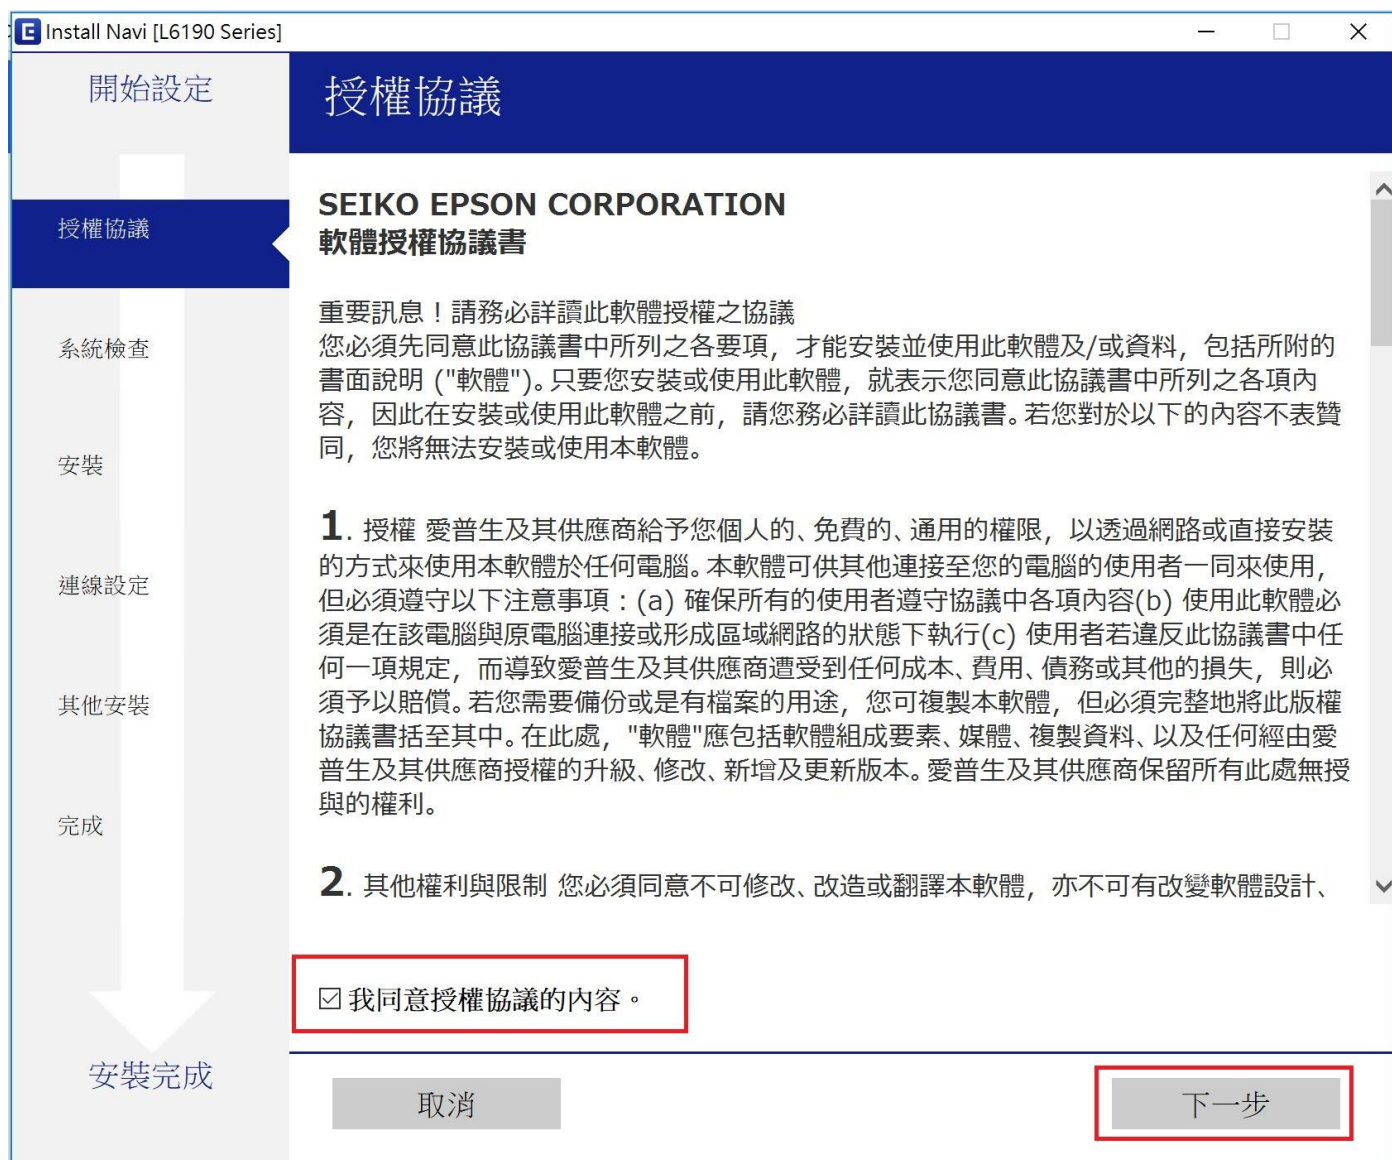 Install Navi [L6190 Series]
開始設定
授權協議
系統檢查
安裝
連線設定
其他安裝
完成
安裝完成
授權協議
SEIKO EPSON CORPORATION
軟體授權協議書
重要訊息！請務必詳讀此軟體授權之協議
您必須先同意此協議書中所列之各要項，才能安裝並使用此軟體及/或資料，包括所附的
書面說明 ("軟體")。只要您安裝或使用此軟體，就表示您同意此協議書中所列之各項內
容，因此在安裝或使用此軟體之前，請您務必詳讀此協議書。若您對於以下的內容不表贊
同，您將無法安裝或使用本軟體。
1. 授權 愛普生及其供應商給予您個人的、免費的、通用的權限，以透過網路或直接安裝
的方式來使用本軟體於任何電腦。本軟體可供其他連接至您的電腦的使用者一同來使用，
但必須遵守以下注意事項：(a) 確保所有的使用者遵守協議中各項內容(b) 使用此軟體必
須是在該電腦與原電腦連接或形成區域網路的狀態下執行(c) 使用者若違反此協議書中任
何一項規定，而導致愛普生及其供應商遭受到任何成本、費用、債務或其他的損失，則必
須予以賠償。若您需要備份或是有檔案的用途，您可複製本軟體，但必須完整地將此版權
協議書括至其中。在此處，"軟體"應包括軟體組成要素、媒體、複製資料、以及任何經由愛
普生及其供應商授權的升級、修改、新增及更新版本。愛普生及其供應商保留所有此處無授
與的權利。
2. 其他權利與限制 您必須同意不可修改、改造或翻譯本軟體，亦不可有改變軟體設計、
我同意授權協議的內容。
取消
下一步